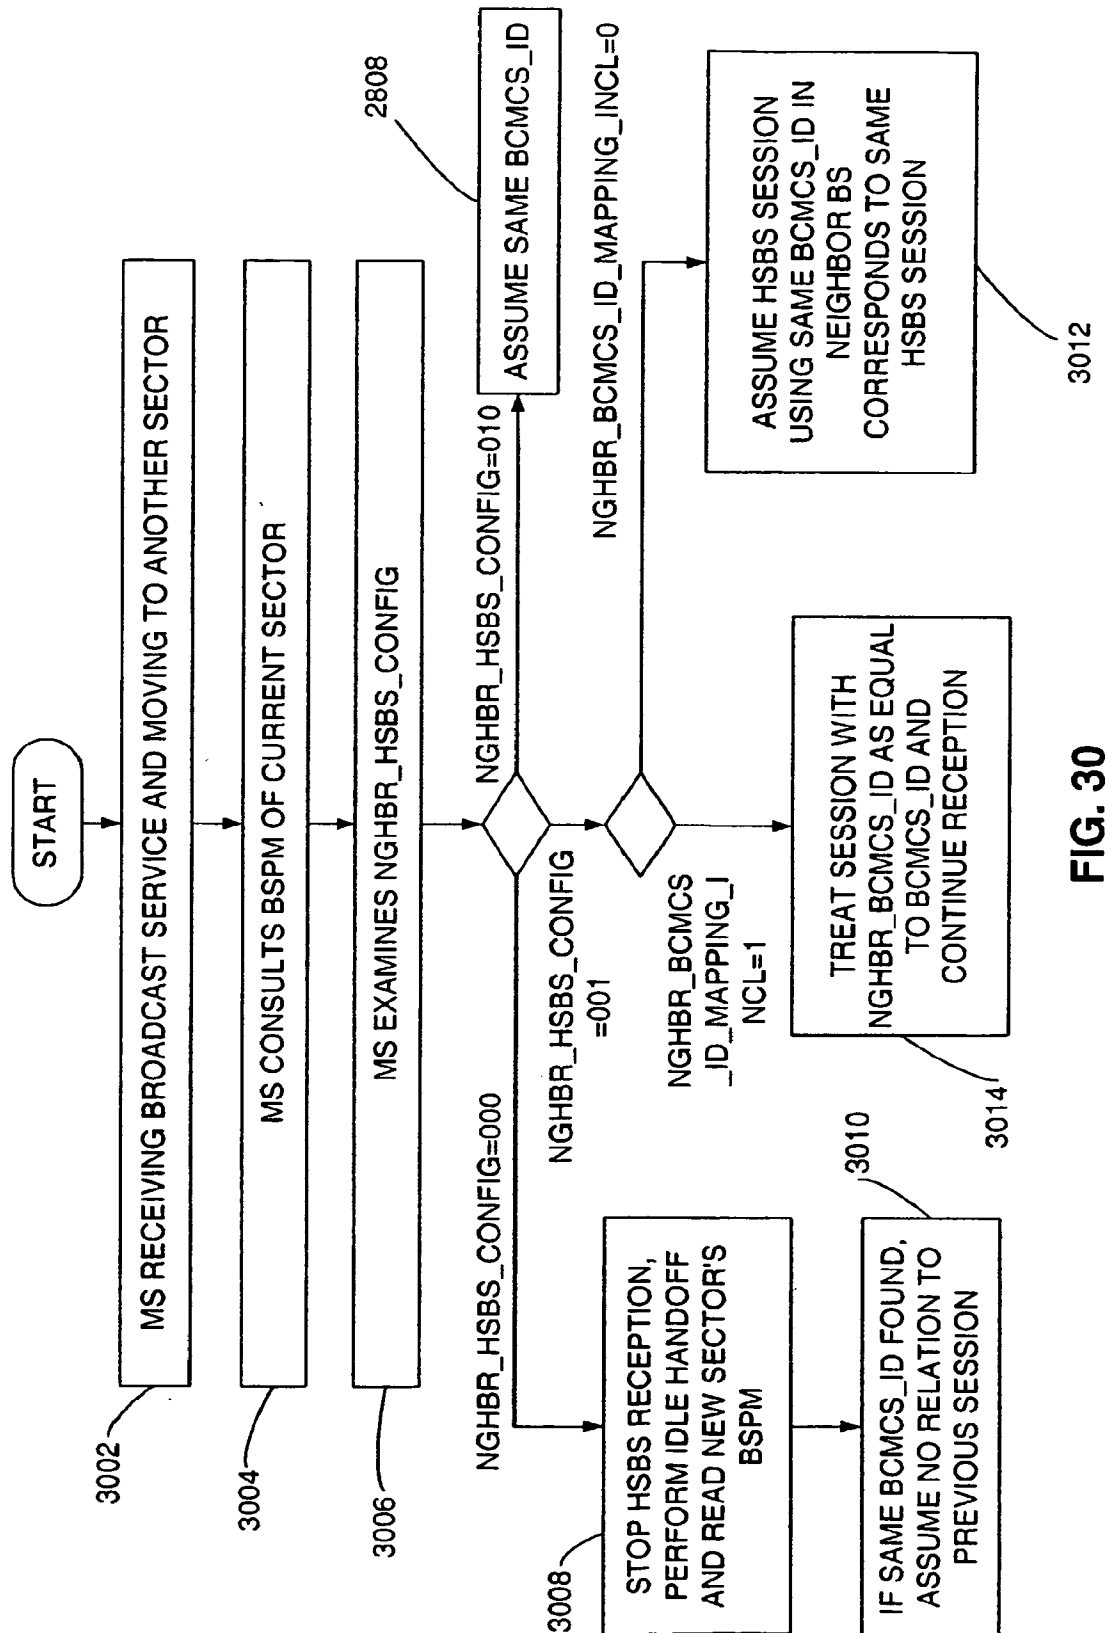 START
MS RECEIVING BROADCAST SERVICE AND MOVING TO ANOTHER SECTOR
3002
MS CONSULTS BSPM OF CURRENT SECTOR
3004
MS EXAMINES NGHBR_HSBS_CONFIG
3006
NGHBR_HSBS_CONFIG=000
NGHBR_HSBS_CONFIG=010
ASSUME SAME BCMCS_ID
2808
NGHBR_HSBS_CONFIG
=001
NGHBR_BCMCS_ID_MAPPING_INCL=0
NGHBR_BCMCS
_ID_MAPPING_I
NCL=1
STOP HSBS RECEPTION,
PERFORM IDLE HANDOFF
AND READ NEW SECTOR'S
BSPM
3008
IF SAME BCMCS_ID FOUND,
ASSUME NO RELATION TO
PREVIOUS SESSION
3010
TREAT SESSION WITH
NGHBR_BCMCS_ID AS EQUAL
TO BCMCS_ID AND
CONTINUE RECEPTION
3014
ASSUME HSBS SESSION
USING SAME BCMCS_ID IN
NEIGHBOR BS
CORRESPONDS TO SAME
HSBS SESSION
3012
FIG. 30